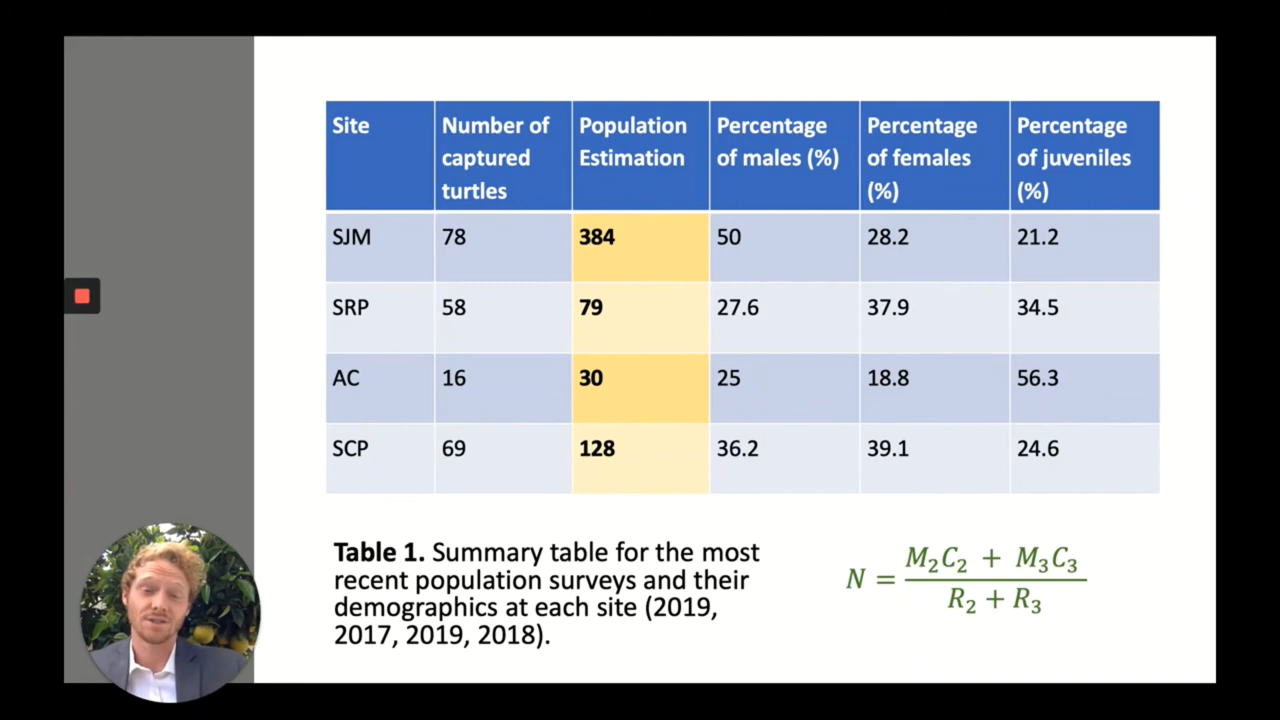 Site Number of captured turtles Population Estimation Percentage of males (%) Percentage of females (%) Percentage of juveniles (%)
SJM 78 384 50 28.2 21.2
SRP 58 79 27.6 37.9 34.5
AC 16 30 25 18.8 56.3
SCP 69 128 36.2 39.1 24.6
Table 1. Summary table for the most
recent population surveys and their
demographics at each site (2019,
2017, 2019, 2018).
N = (M₂C₂ + M₃C₃) / (R₂ + R₃)